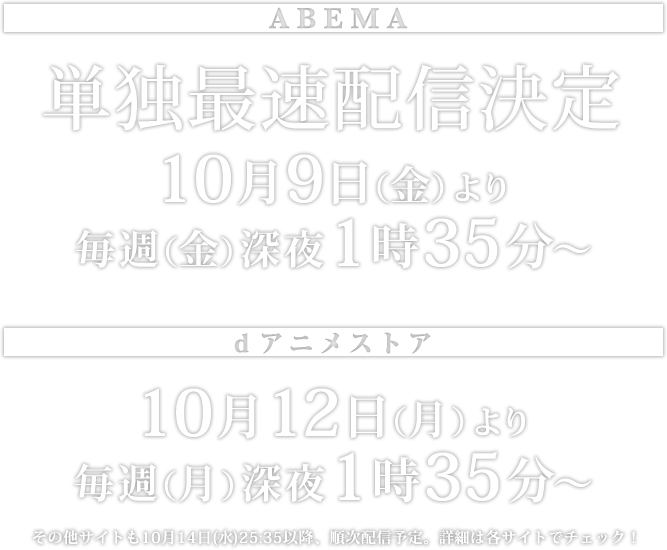 ABEMA
単独最速配信決定
10月9日(金)より
毎週(金)深夜1時35分～
dアニメストア
10月12日(月)より
毎週(月)深夜1時35分～
その他サイトも10月14日(水)25:35以降、順次配信予定。詳細は各サイトでチェック！